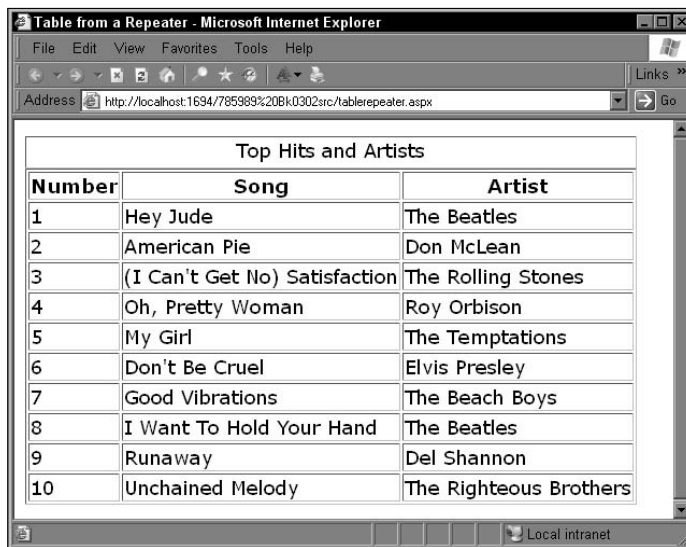 Table from a Repeater - Microsoft Internet Explorer
File Edit View Favorites Tools Help
Links »
Address http://localhost:1694/785989%20Bk0302src/tablerepeater.aspx Go
Top Hits and Artists
Number Song Artist
1 Hey Jude The Beatles
2 American Pie Don McLean
3 (I Can't Get No) Satisfaction The Rolling Stones
4 Oh, Pretty Woman Roy Orbison
5 My Girl The Temptations
6 Don't Be Cruel Elvis Presley
7 Good Vibrations The Beach Boys
8 I Want To Hold Your Hand The Beatles
9 Runaway Del Shannon
10 Unchained Melody The Righteous Brothers
Local intranet